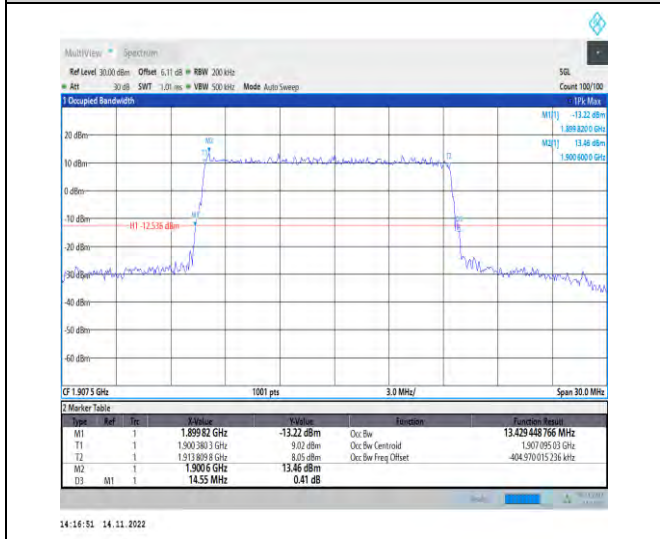 MultiView Spectrum
Ref Level 30.00 dBm Offset 6.11 dB RBW 200 kHz SGL
Att 30 dB SWT 1.01 ms VBW 500 kHz Mode Auto Sweep Count 100/100
1 Occupied Bandwidth 1Pk Max
M1[1] -13.22 dBm
1.899 820 0 GHz
M2[1] 13.46 dBm
1.900 600 0 GHz
20 dBm
M2
T1
T2
10 dBm
0 dBm
-10 dBm
M1
H1 -12.536 dBm
-20 dBm
-30 dBm
-40 dBm
-50 dBm
-60 dBm
CF 1.907 5 GHz 1001 pts 3.0 MHz/ Span 30.0 MHz
2 Marker Table
Type Ref Trc X-Value Y-Value Function Function Result
M1 1 1.899 82 GHz -13.22 dBm Occ Bw 13.429 448 766 MHz
T1 1 1.900 380 3 GHz 9.02 dBm Occ Bw Centroid 1.907 095 03 GHz
T2 1 1.913 809 8 GHz 8.05 dBm Occ Bw Freq Offset -404.970 015 236 kHz
M2 1 1.900 6 GHz 13.46 dBm
D3 M1 1 14.55 MHz 0.41 dB
14:16:51 14.11.2022